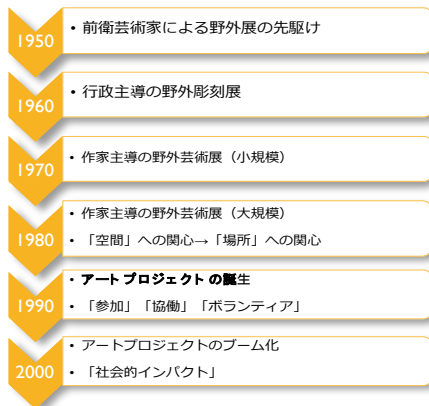 1950
・前衛芸術家による野外展の先駆け
1960
・行政主導の野外彫刻展
1970
・作家主導の野外芸術展（小規模）
1980
・作家主導の野外芸術展（大規模）
・「空間」への関心→「場所」への関心
1990
・アートプロジェクトの誕生
・「参加」「協働」「ボランティア」
2000
・アートプロジェクトのブーム化
・「社会的インパクト」